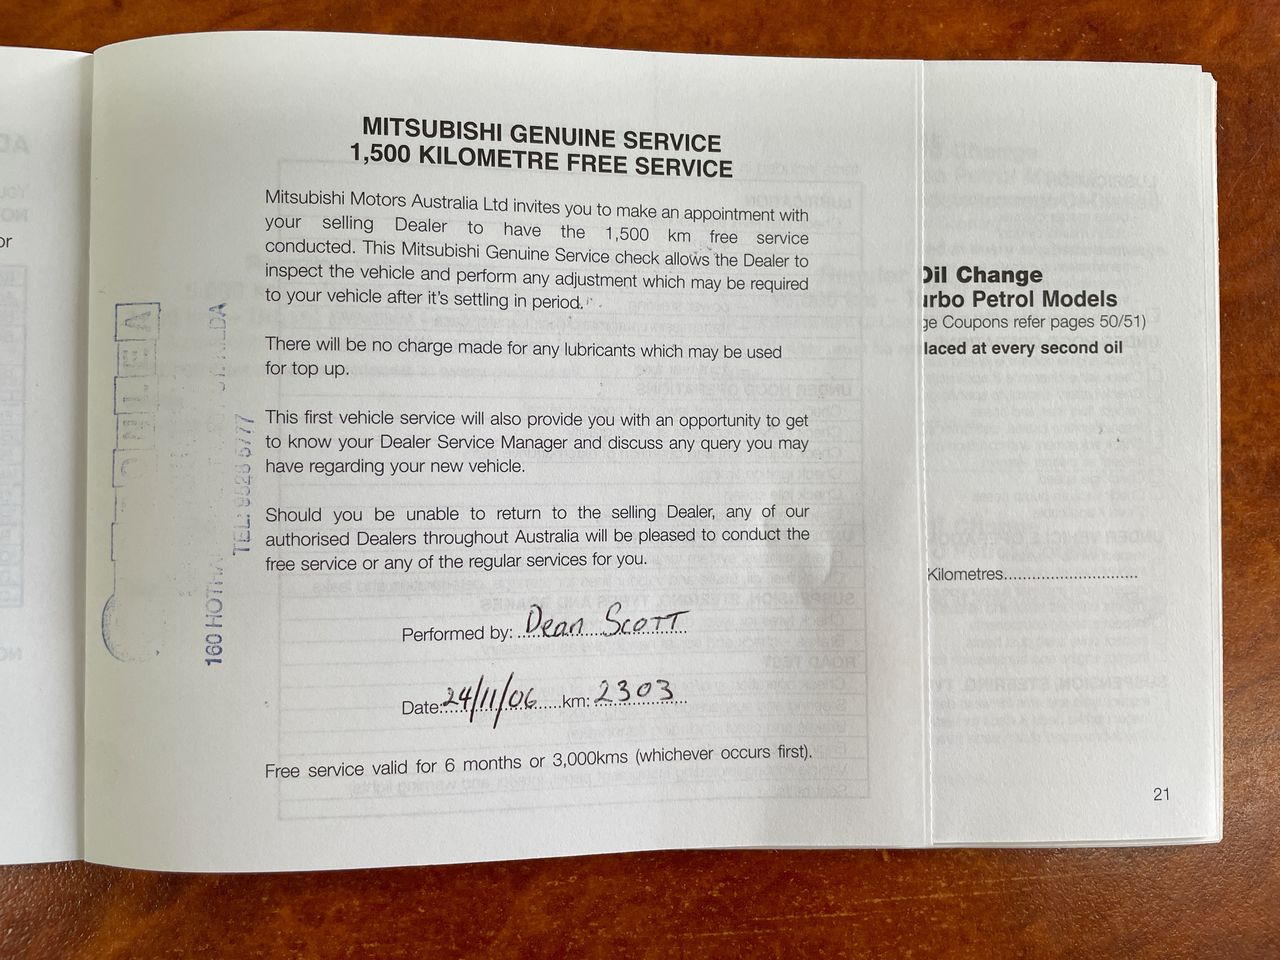 MITSUBISHI GENUINE SERVICE
1,500 KILOMETRE FREE SERVICE
Mitsubishi Motors Australia Ltd invites you to make an appointment with
your selling Dealer to have the 1,500 km free service
conducted. This Mitsubishi Genuine Service check allows the Dealer to
inspect the vehicle and perform any adjustment which may be required
to your vehicle after it's settling in period.
There will be no charge made for any lubricants which may be used
for top up.
This first vehicle service will also provide you with an opportunity to get
to know your Dealer Service Manager and discuss any query you may
have regarding your new vehicle.
Should you be unable to return to the selling Dealer, any of our
authorised Dealers throughout Australia will be pleased to conduct the
free service or any of the regular services for you.
Performed by: Dean Scott
Date: 24/11/06 km: 2303
Free service valid for 6 months or 3,000kms (whichever occurs first).
160
TEL:
Oil Change
Turbo Petrol Models
ge Coupons refer pages 50/51)
laced at every second oil
Kilometres
21
or